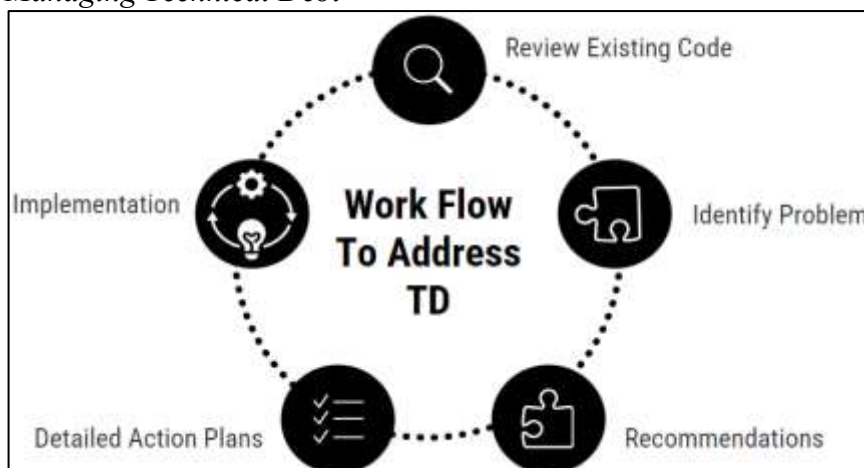 Managing Technical Debt
Review Existing Code
Implementation
Work Flow
To Address
TD
Identify Problem
Detailed Action Plans
Recommendations